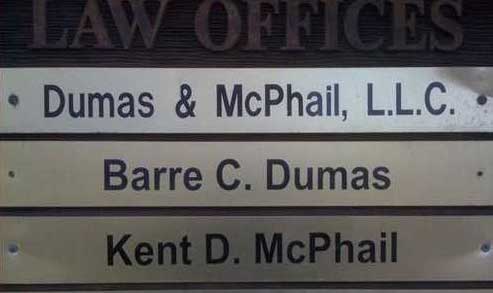 LAW OFFICES
Dumas & McPhail, L.L.C.
Barre C. Dumas
Kent D. McPhail